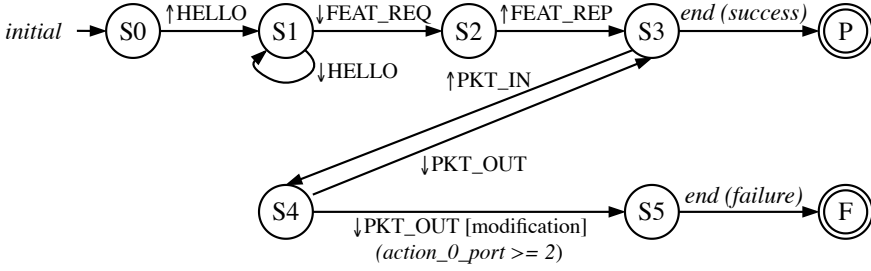 initial S0 ↑HELLO S1 ↓FEAT_REQ S2 ↑FEAT_REP S3 end (success) P
↓HELLO ↑PKT_IN
↓PKT_OUT
S4 S5 end (failure) F
↓PKT_OUT [modification]
(action_0_port >= 2)